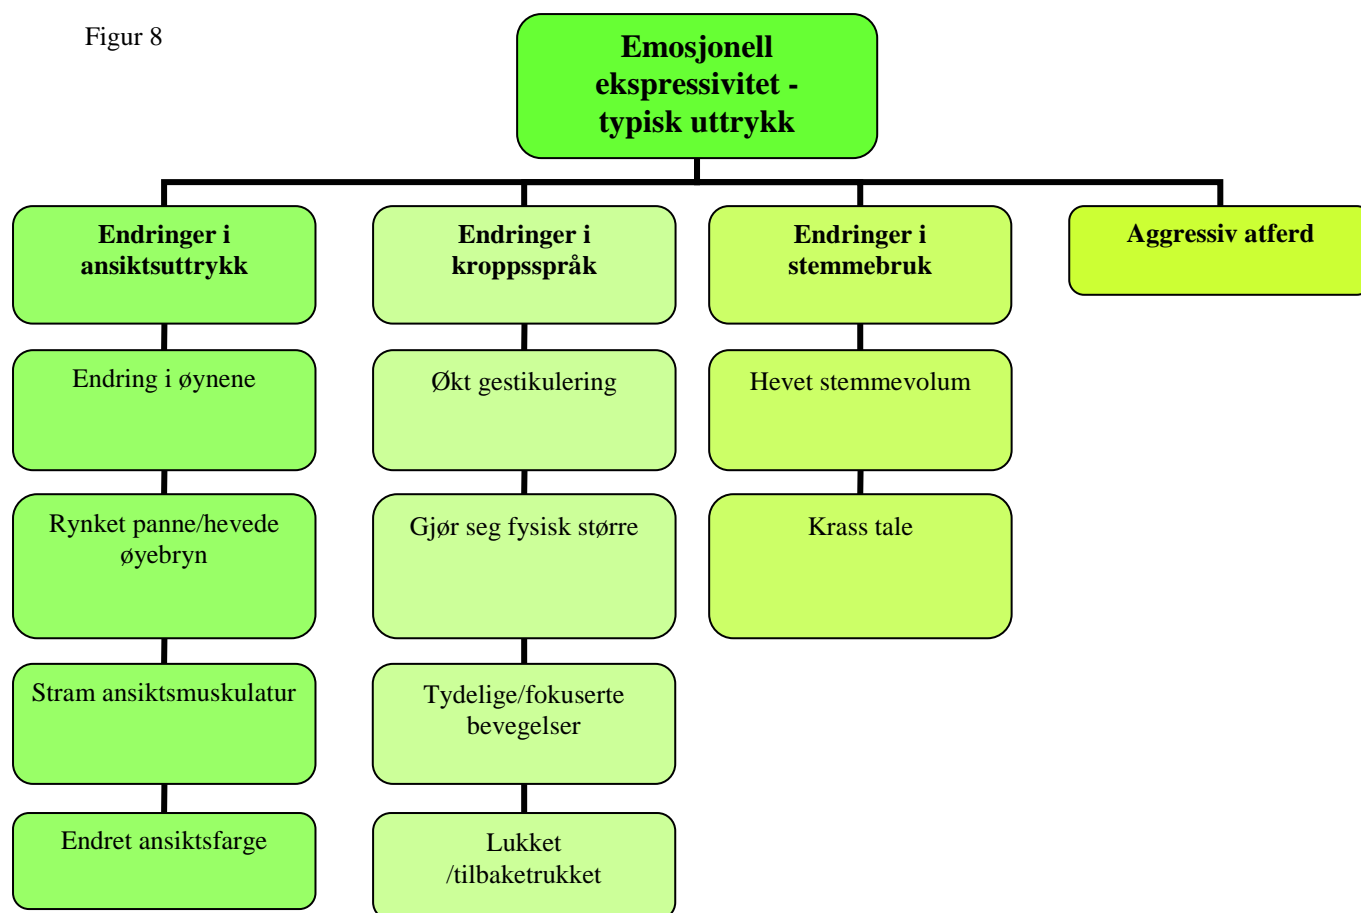 Figur 8
Emosjonell
ekspressivitet -
typisk uttrykk
Endringer i
ansiktsuttrykk
Endring i øynene
Rynket panne/hevede
øyebryn
Stram ansiktsmuskulatur
Endret ansiktsfarge
Endringer i
kroppsspråk
Økt gestikulering
Gjør seg fysisk større
Tydelige/fokuserte
bevegelser
Lukket
/tilbaketrukket
Endringer i
stemmebruk
Hevet stemmevolum
Krass tale
Aggressiv atferd